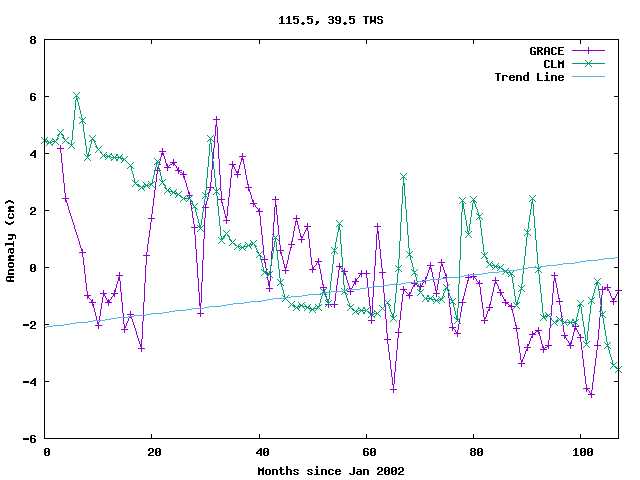 115.5, 39.5 TWS
GRACE
CLM
Trend Line
8
6
4
2
0
-2
-4
-6
Anomaly (cm)
0 20 40 60 80 100
Months since Jan 2002